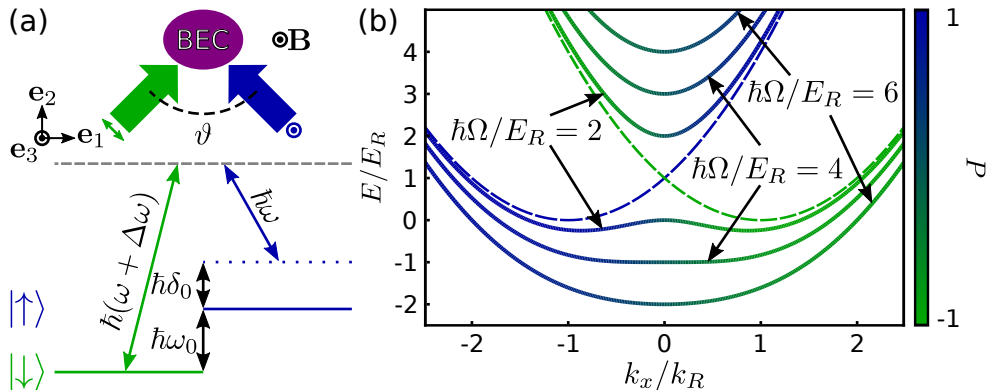 (a)
BEC
B
e₂
e₁
e₃
ϑ
ħ(ω + Δω)
ħω
ħδ₀
ħω₀
|↑⟩
|↓⟩
(b)
E/E_R
4
3
2
1
0
-1
-2
-2 -1 0 1 2
k_x/k_R
ħΩ/E_R = 2
ħΩ/E_R = 6
ħΩ/E_R = 4
1
P
-1